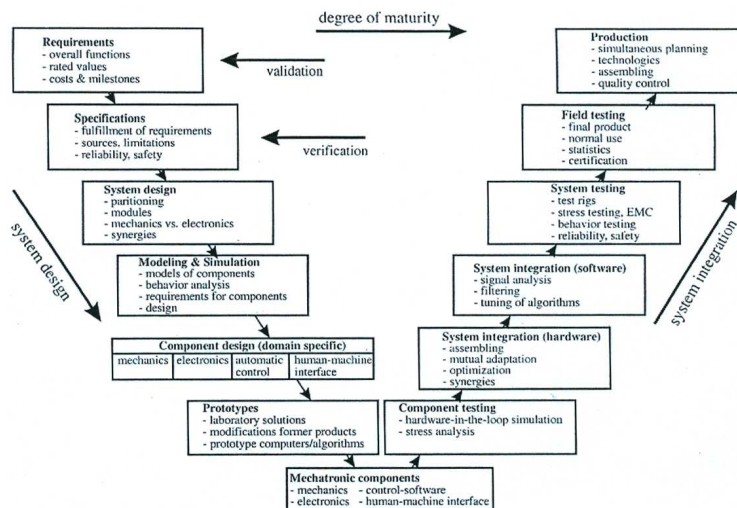 degree of maturity
Requirements
- overall functions
- rated values
- costs & milestones
validation
Production
- simultaneous planning
- technologies
- assembling
- quality control
Specifications
- fulfillment of requirements
- sources, limitations
- reliability, safety
verification
Field testing
- final product
- normal use
- statistics
- certification
System design
- paritioning
- modules
- mechanics vs. electronics
- synergies
System testing
- test rigs
- stress testing, EMC
- behavior testing
- reliability, safety
system design
Modeling & Simulation
- models of components
- behavior analysis
- requirements for components
- design
System integration (software)
- signal analysis
- filtering
- tuning of algorithms
system integration
Component design (domain specific)
mechanics electronics automatic human-machine
control interface
System integration (hardware)
- assembling
- mutual adaptation
- optimization
- synergies
Prototypes
- laboratory solutions
- modifications former products
- prototype computers/algorithms
Component testing
- hardware-in-the-loop simulation
- stress analysis
Mechatronic components
- mechanics - control-software
- electronics - human-machine interface